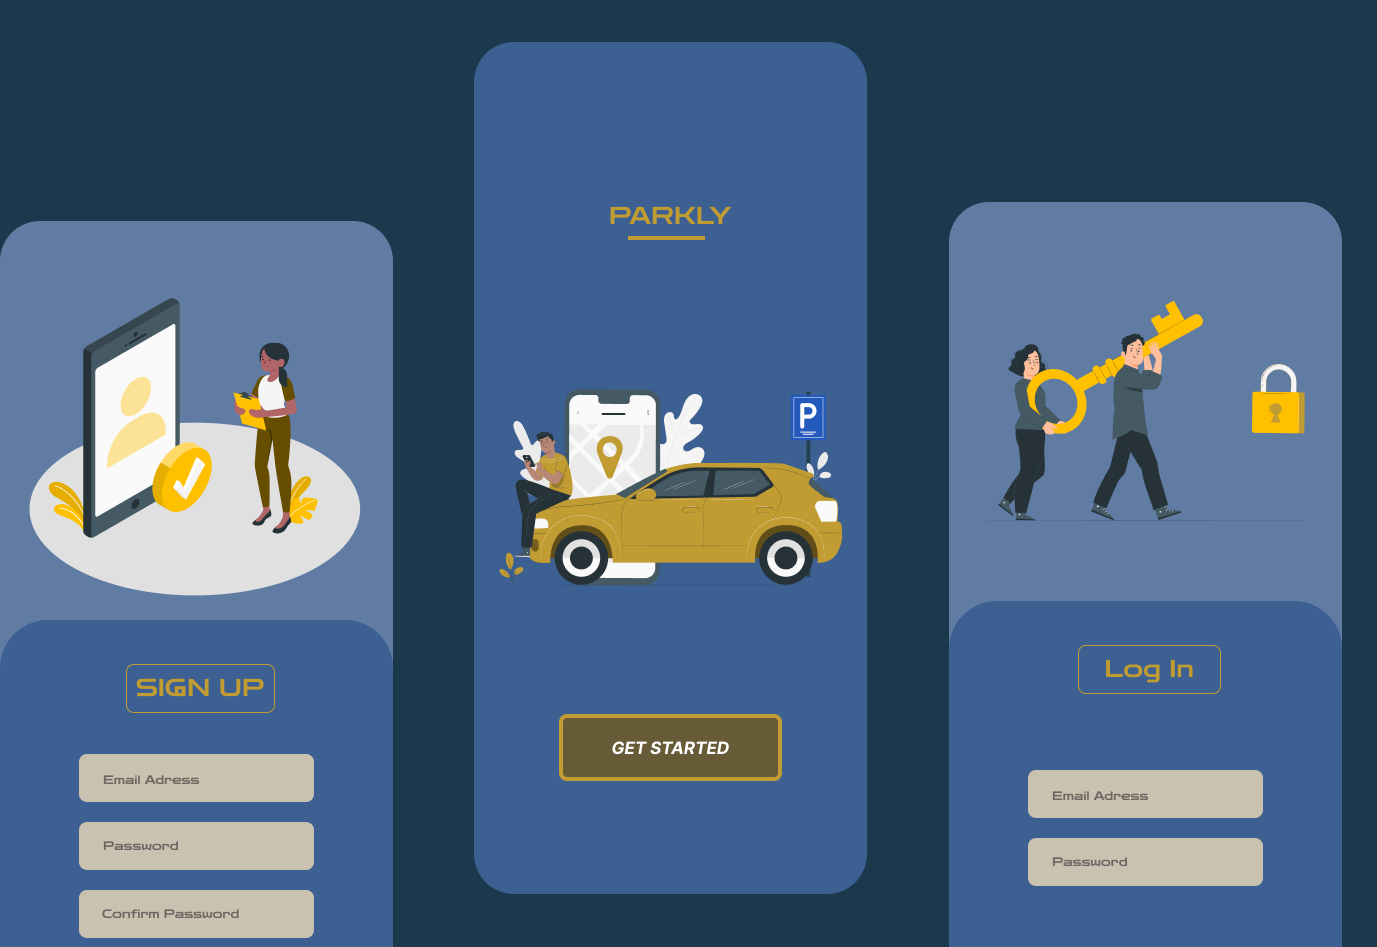 SIGN UP
Email Adress
Password
Confirm Password
PARKLY
P
GET STARTED
Log In
Email Adress
Password